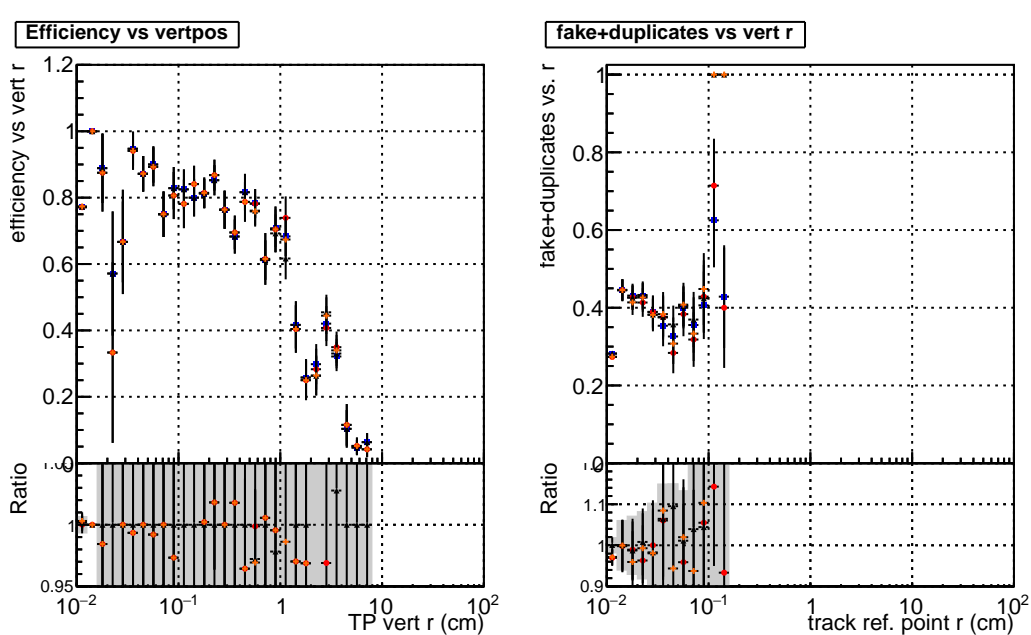 Efficiency vs vertpos
efficiency vs vert r
1.2
1
0.8
0.6
0.4
0.2
0
Ratio
1
0.95
10⁻² 10⁻¹ 1 10 10²
TP vert r (cm)
fake+duplicates vs vert r
fake+duplicates vs. r
1
0.8
0.6
0.4
0.2
0
Ratio
1.1
1.0
0.9
10⁻² 10⁻¹ 1 10 10²
track ref. point r (cm)